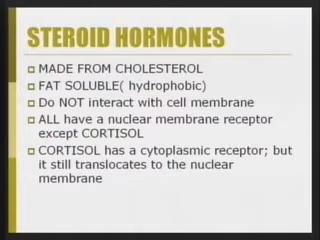 STEROID HORMONES
MADE FROM CHOLESTEROL
FAT SOLUBLE( hydrophobic)
Do NOT interact with cell membrane
ALL have a nuclear membrane receptor
except CORTISOL
CORTISOL has a cytoplasmic receptor; but
it still translocates to the nuclear
membrane